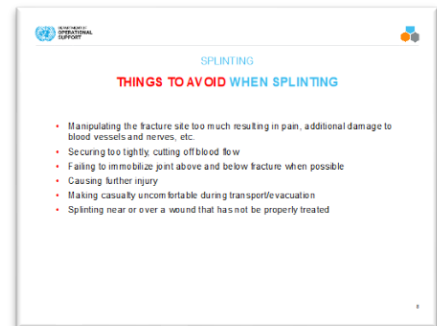 DEPARTMENT OF
OPERATIONAL
SUPPORT
SPLINTING
THINGS TO AVOID WHEN SPLINTING
• Manipulating the fracture site too much resulting in pain, additional damage to
blood vessels and nerves, etc.
• Securing too tightly, cutting off blood flow
• Failing to immobilize joint above and below fracture when possible
• Causing further injury
• Making casualty uncomfortable during transport/evacuation
• Splinting near or over a wound that has not be properly treated